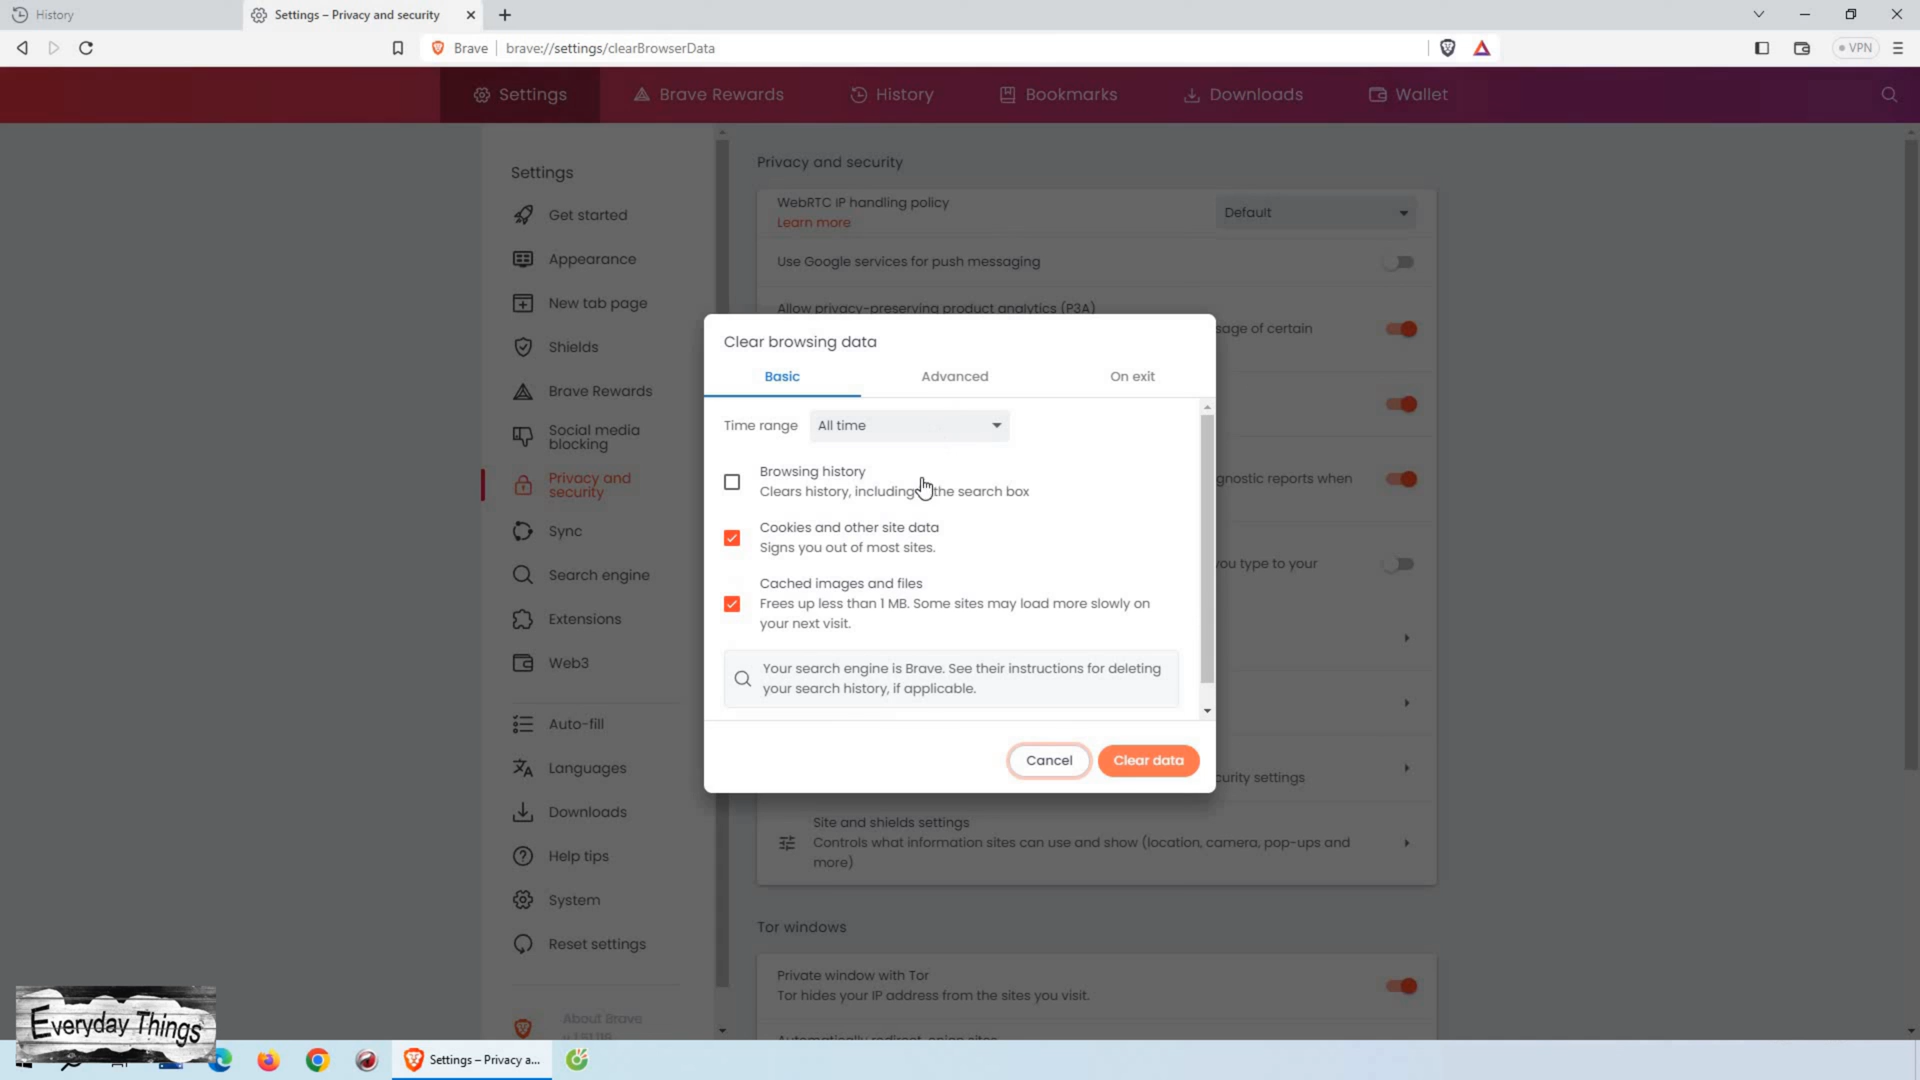 History
Settings – Privacy and security
Brave
brave://settings/clearBrowserData
VPN
Settings
Brave Rewards
History
Bookmarks
Downloads
Wallet
Settings
Get started
Appearance
New tab page
Shields
Brave Rewards
Social media
blocking
Privacy and
security
Sync
Search engine
Extensions
Web3
Auto-fill
Languages
Downloads
Help tips
System
Reset settings
About Brave
Privacy and security
WebRTC IP handling policy
Learn more
Default
Use Google services for push messaging
Allow privacy-preserving product analytics (P3A)
sage of certain
gnostic reports when
ou type to your
curity settings
Site and shields settings
Controls what information sites can use and show (location, camera, pop-ups and
more)
Tor windows
Private window with Tor
Tor hides your IP address from the sites you visit.
Clear browsing data
Basic
Advanced
On exit
Time range
All time
Browsing history
Clears history, including the search box
Cookies and other site data
Signs you out of most sites.
Cached images and files
Frees up less than 1 MB. Some sites may load more slowly on
your next visit.
Your search engine is Brave. See their instructions for deleting
your search history, if applicable.
Cancel
Clear data
Everyday Things
Settings – Privacy a...